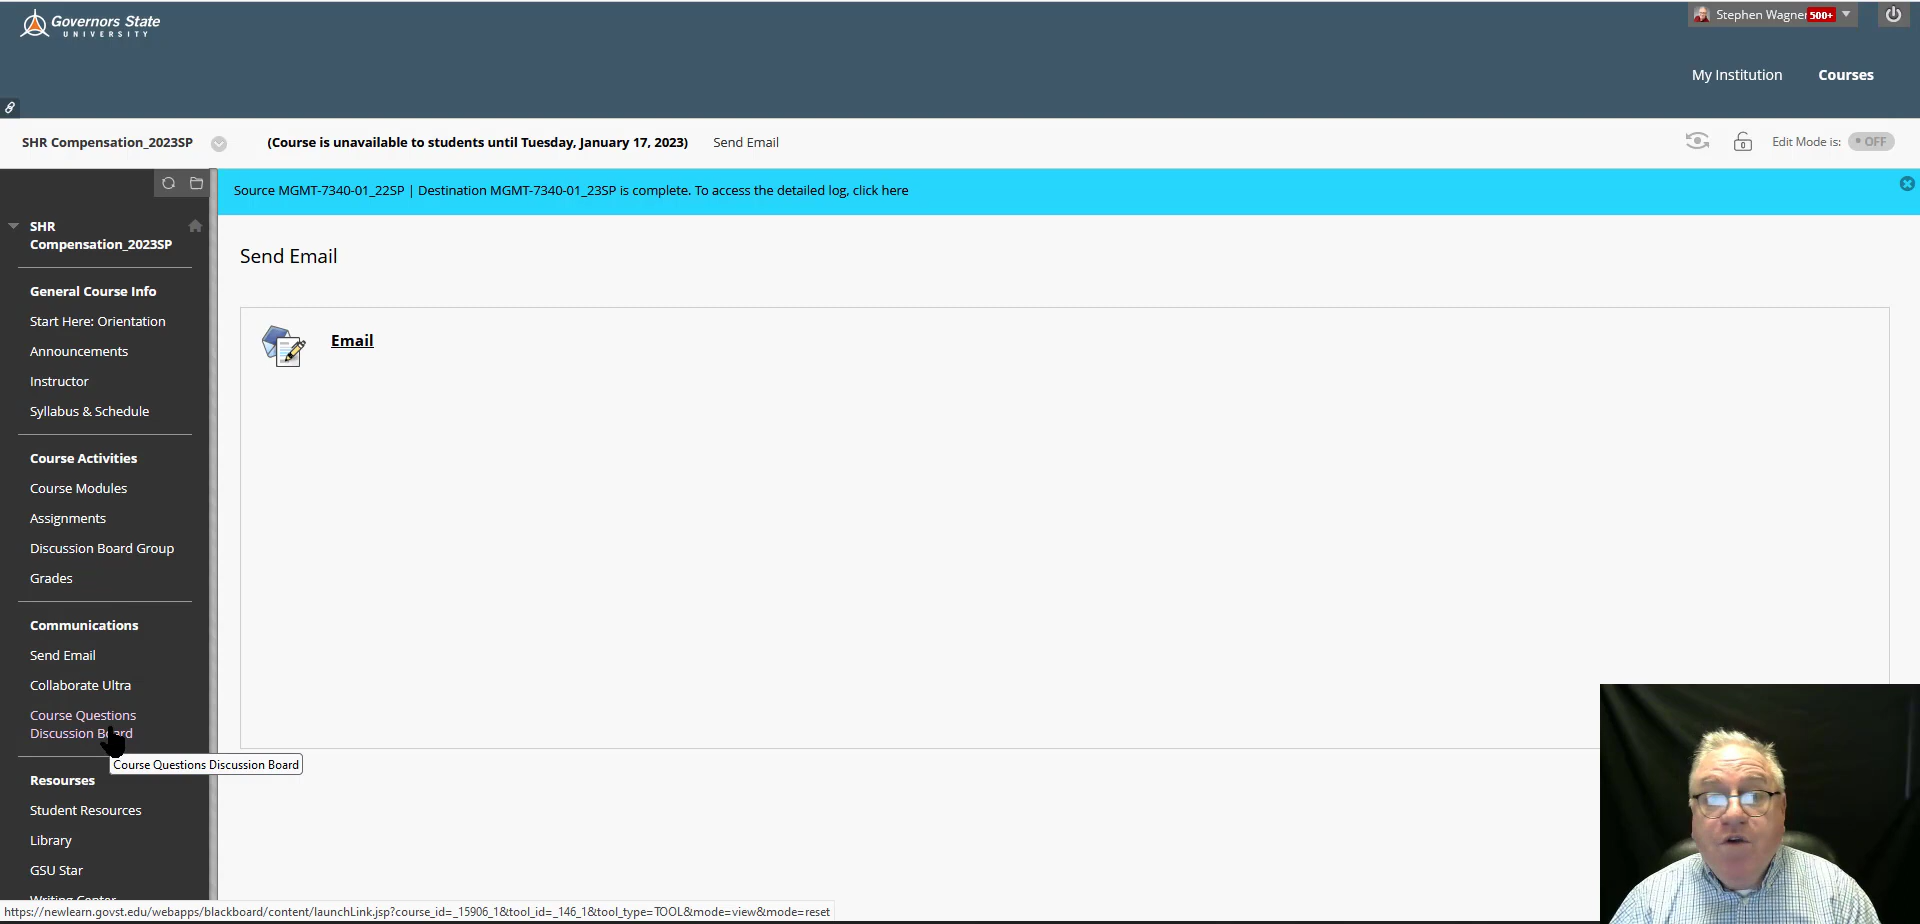 Governors State
UNIVERSITY
Stephen Wagner 500+
My Institution
Courses
SHR Compensation_2023SP
(Course is unavailable to students until Tuesday, January 17, 2023)
Send Email
Edit Mode is:
OFF
Source MGMT-7340-01_22SP | Destination MGMT-7340-01_23SP is complete. To access the detailed log, click here
SHR
Compensation_2023SP
General Course Info
Start Here: Orientation
Announcements
Instructor
Syllabus & Schedule
Course Activities
Course Modules
Assignments
Discussion Board Group
Grades
Communications
Send Email
Collaborate Ultra
Course Questions
Discussion Board
Course Questions Discussion Board
Resourses
Student Resources
Library
GSU Star
Writing Center
Send Email
Email
https://newlearn.govst.edu/webapps/blackboard/content/launchLink.jsp?course_id=_15906_1&tool_id=_146_1&tool_type=TOOL&mode=view&mode=reset